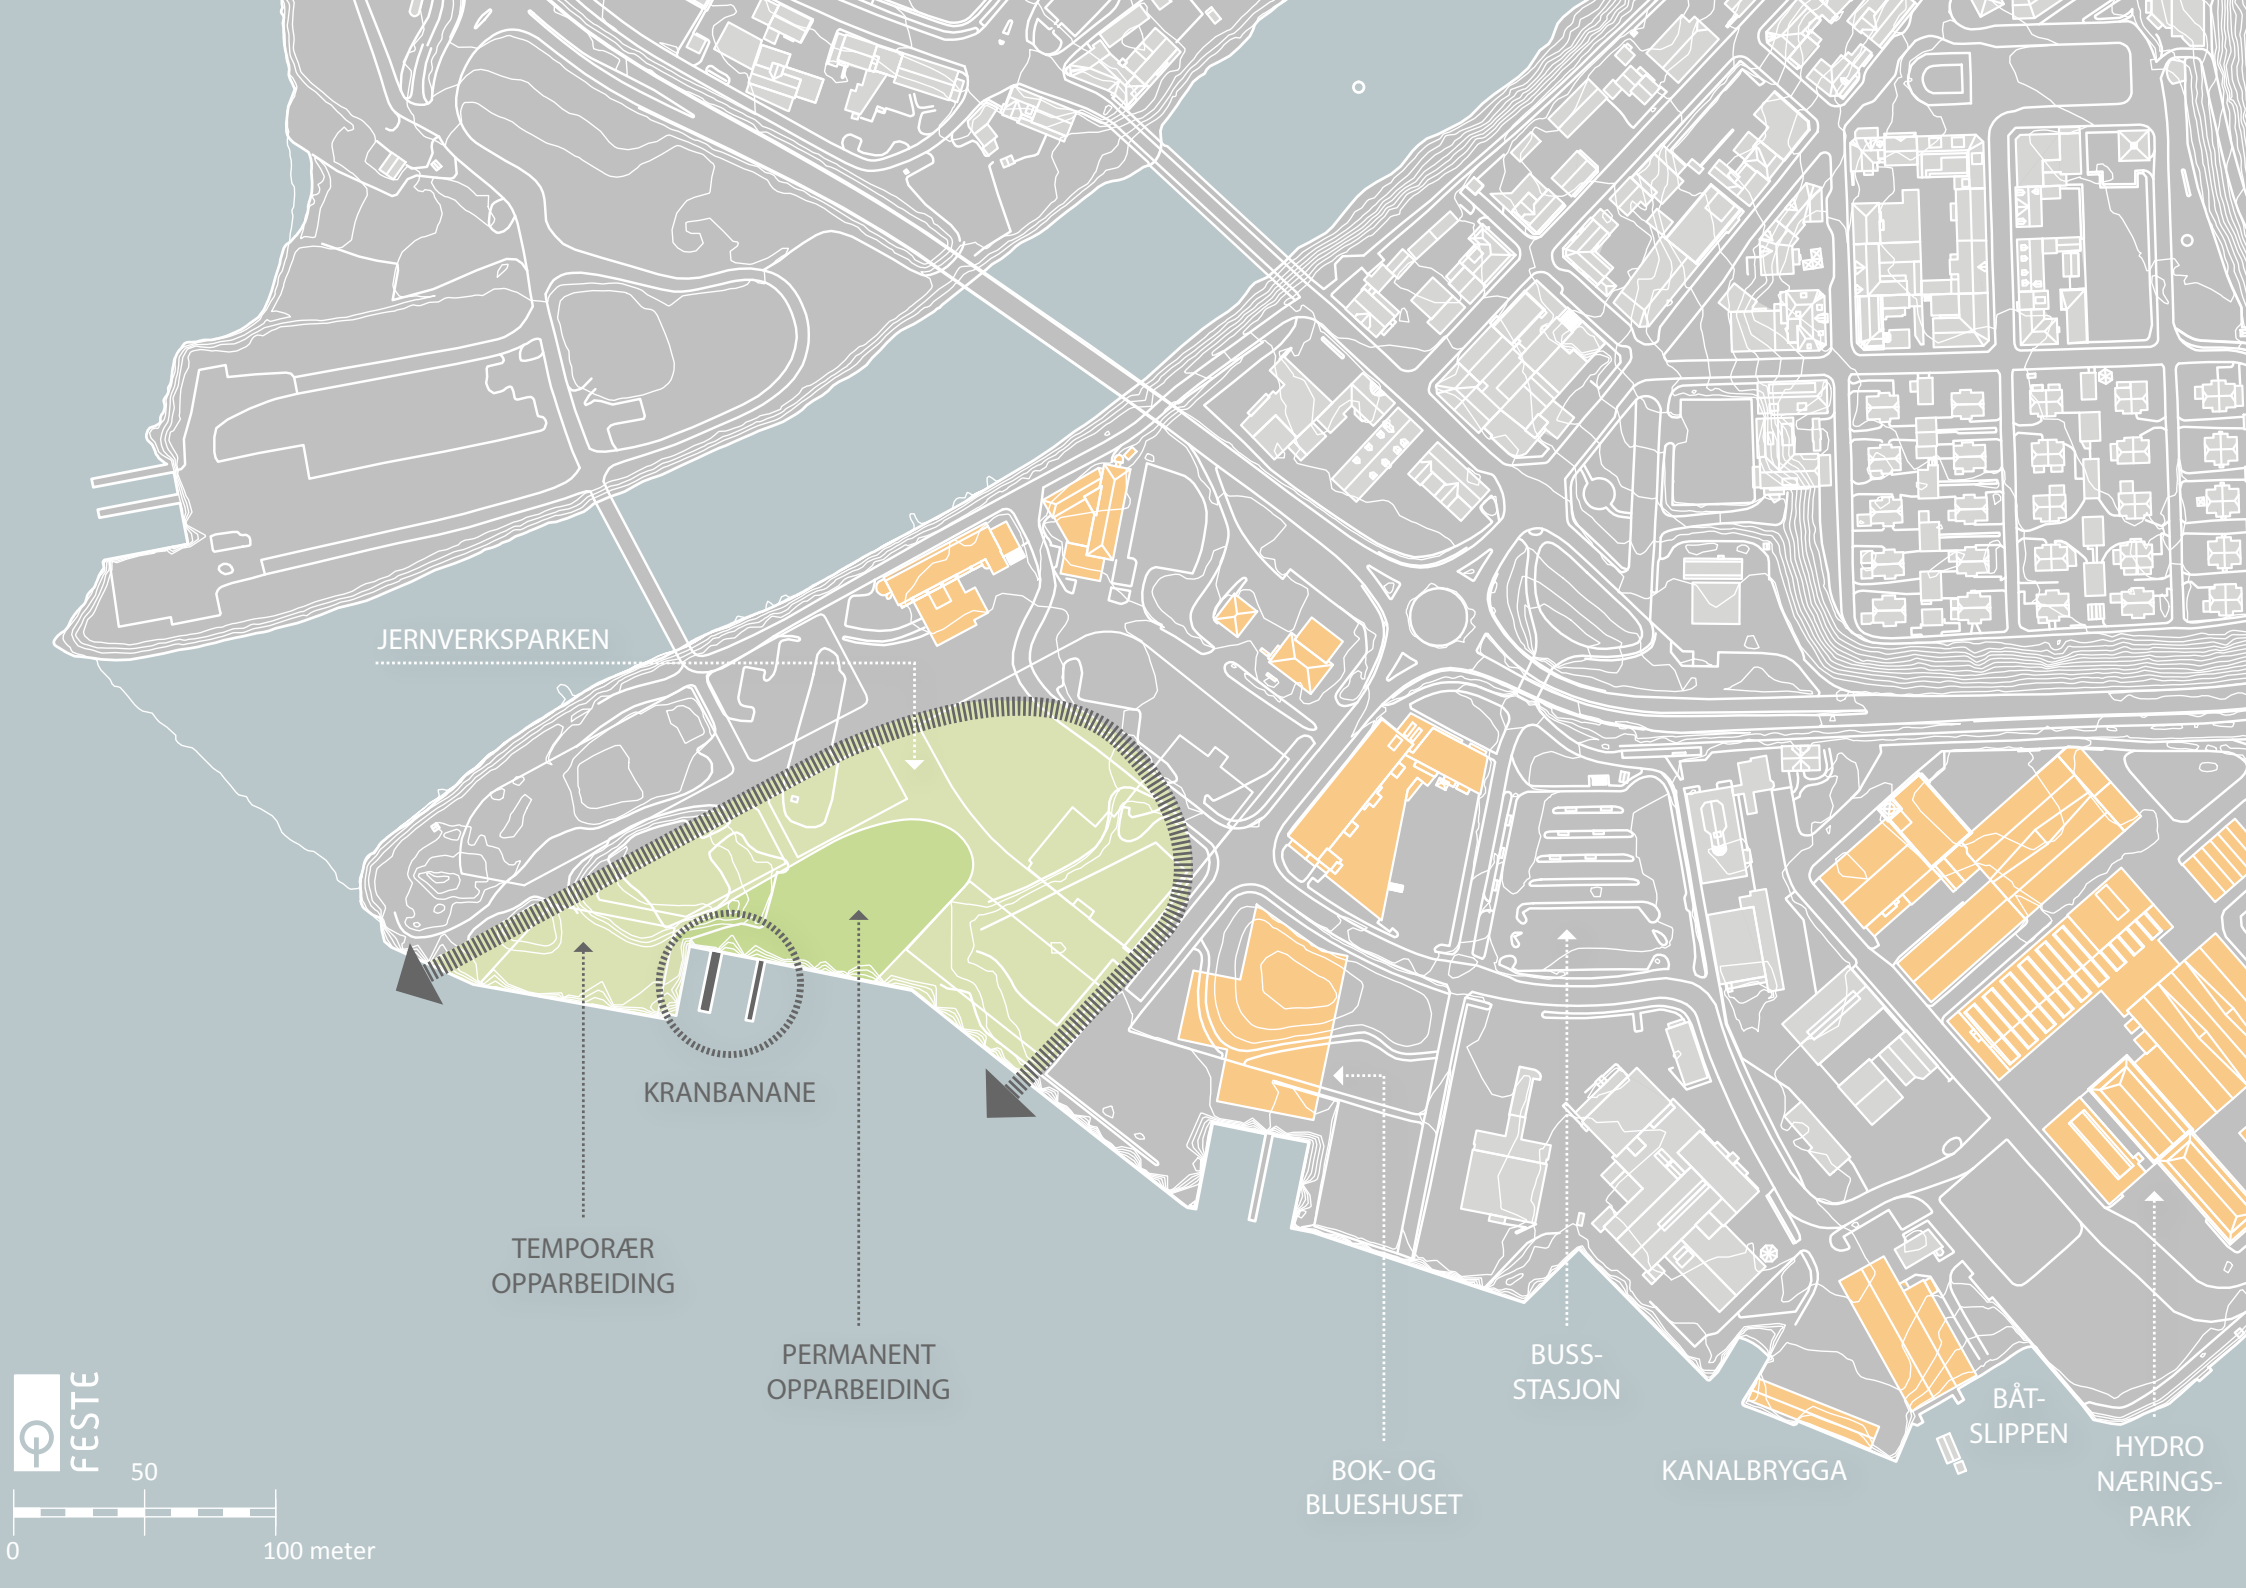 JERNVERKSPARKEN
KRANBANANE
TEMPORÆR
OPPARBEIDING
PERMANENT
OPPARBEIDING
BOK- OG
BLUESHUSET
BUSS-
STASJON
KANALBRYGGA
BÅT-
SLIPPEN
HYDRO
NÆRINGS-
PARK
FESTE
50
0
100 meter